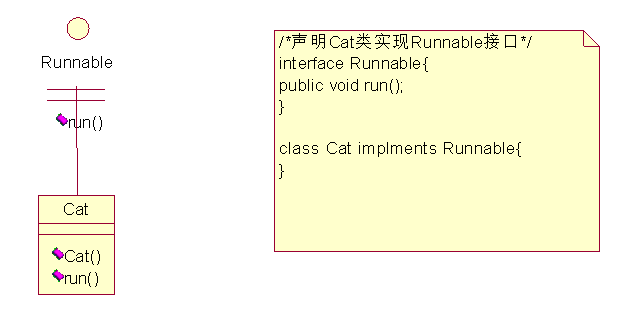 Runnable
run()
Cat
Cat()
run()
/*声明Cat类实现Runnable接口*/
interface Runnable{
public void run();
}
class Cat implments Runnable{
}